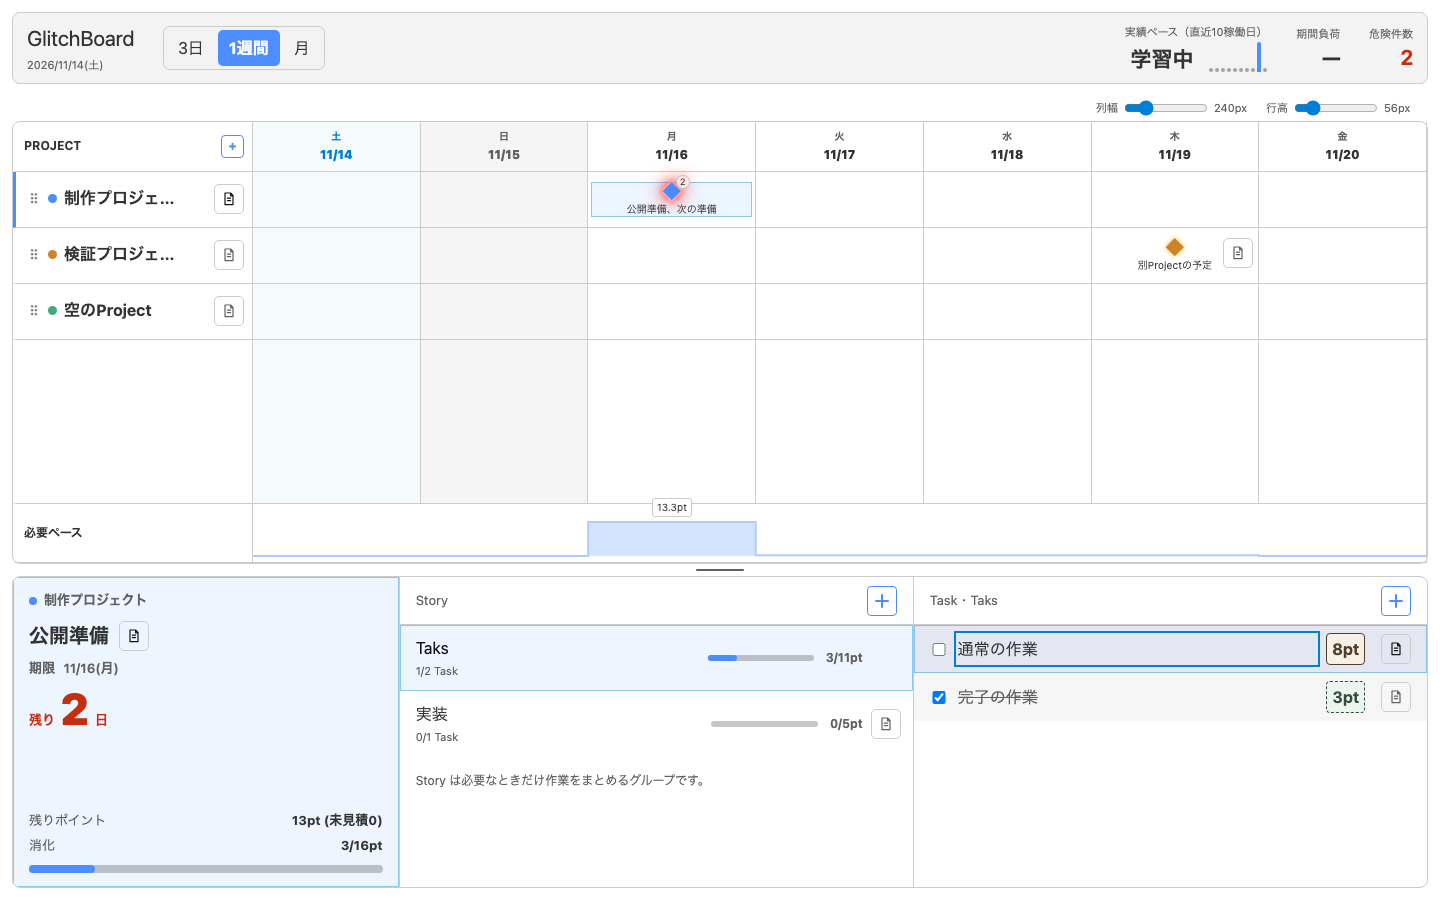 GlitchBoard
2026/11/14(土)
3日 1週間 月
実績ペース（直近10稼働日）
学習中
期間負荷
—
危険件数
2
列幅 240px 行高 56px
PROJECT +
土 11/14
日 11/15
月 11/16
火 11/17
水 11/18
木 11/19
金 11/20
制作プロジェ...
2
公開準備、次の準備
検証プロジェ...
別Projectの予定
空のProject
必要ペース
13.3pt
制作プロジェクト
公開準備
期限 11/16(月)
残り 2 日
残りポイント 13pt (未見積0)
消化 3/16pt
Story +
Taks
1/2 Task
3/11pt
実装
0/1 Task
0/5pt
Story は必要なときだけ作業をまとめるグループです。
Task・Taks +
通常の作業 8pt
完了の作業 3pt